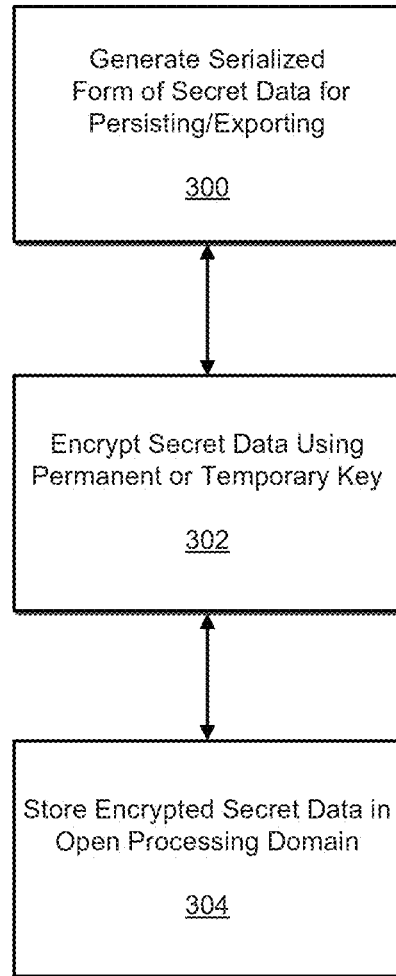 Generate Serialized
Form of Secret Data for
Persisting/Exporting
300
Encrypt Secret Data Using
Permanent or Temporary Key
302
Store Encrypted Secret Data in
Open Processing Domain
304